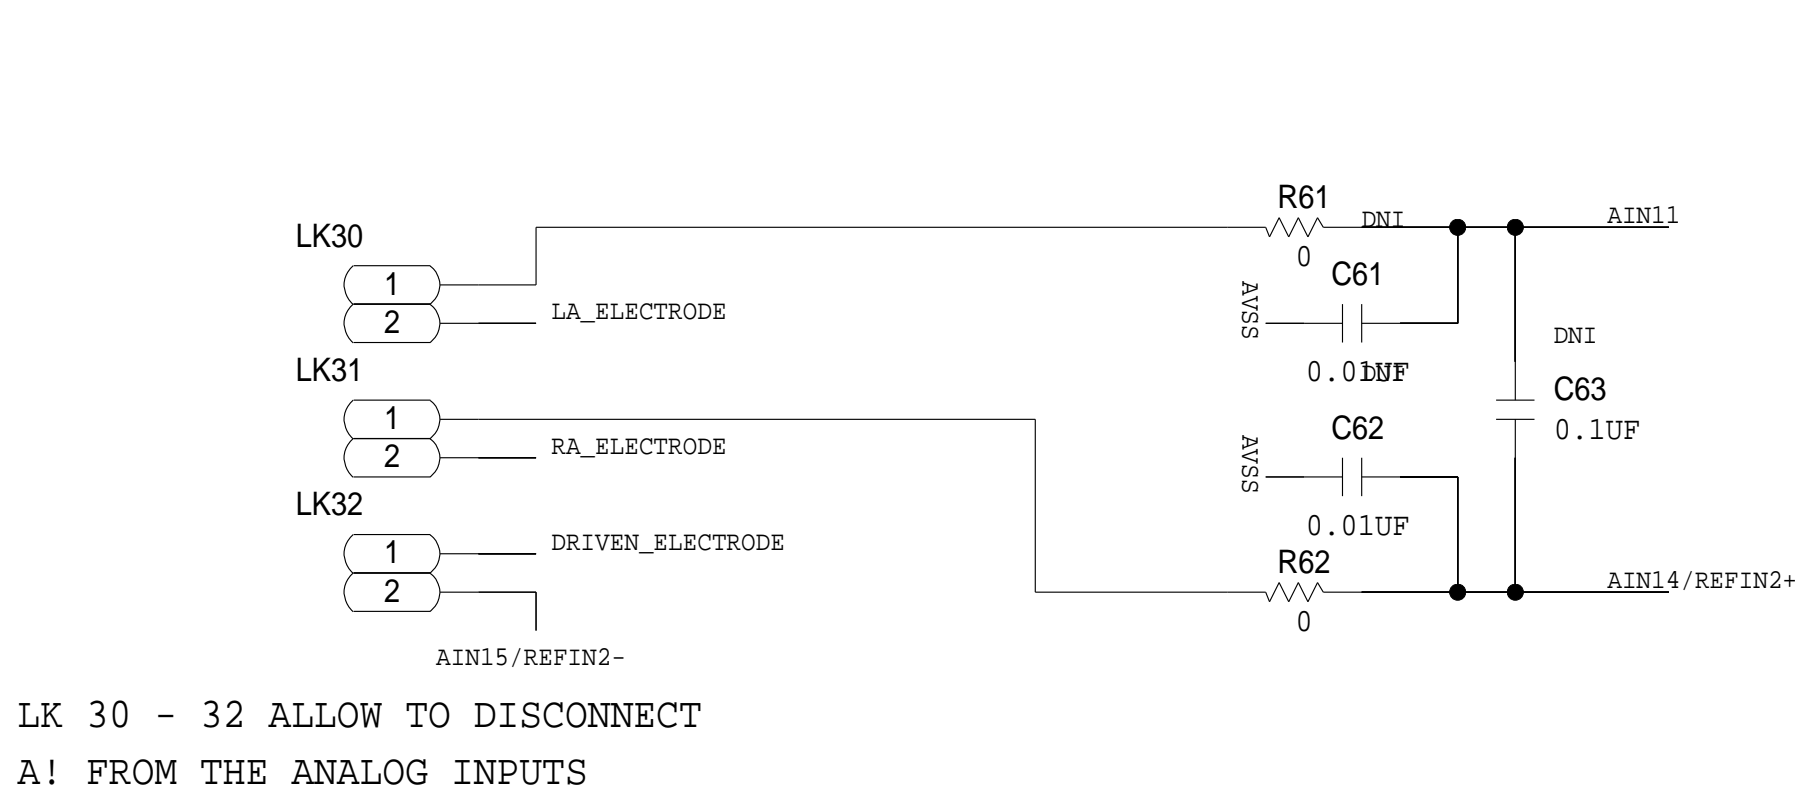 R61
DNI
AIN11
LK30
0
C61
1
AVSS
LA_ELECTRODE
2
DNI
LK31
0.01UF
DNF
C63
1
C62
0.1UF
RA_ELECTRODE
AVSS
2
LK32
0.01UF
DRIVEN_ELECTRODE
1
R62
AIN14/REFIN2+
2
0
AIN15/REFIN2-
LK 30 - 32 ALLOW TO DISCONNECT
A! FROM THE ANALOG INPUTS